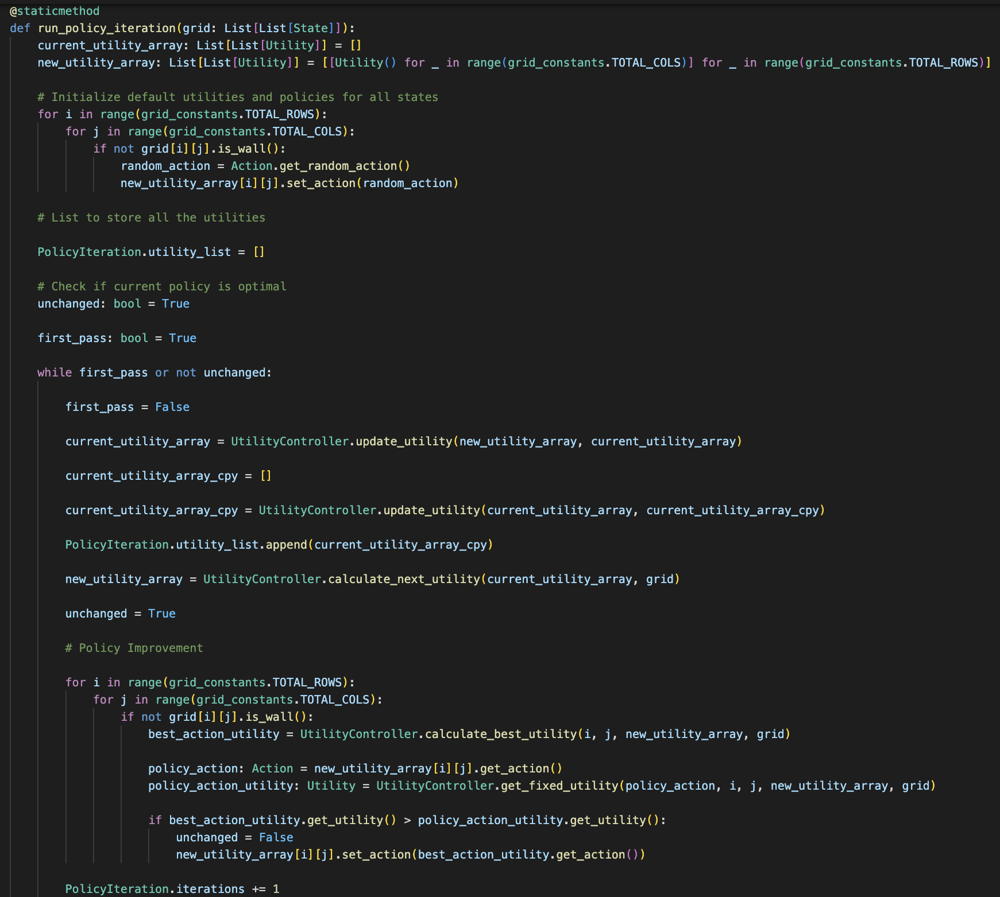 @staticmethod
def run_policy_iteration(grid: List[List[State]]):
    current_utility_array: List[List[Utility]] = []
    new_utility_array: List[List[Utility]] = [[Utility() for _ in range(grid_constants.TOTAL_COLS)] for _ in range(grid_constants.TOTAL_ROWS)]

    # Initialize default utilities and policies for all states
    for i in range(grid_constants.TOTAL_ROWS):
        for j in range(grid_constants.TOTAL_COLS):
            if not grid[i][j].is_wall():
                random_action = Action.get_random_action()
                new_utility_array[i][j].set_action(random_action)

    # List to store all the utilities

    PolicyIteration.utility_list = []

    # Check if current policy is optimal
    unchanged: bool = True

    first_pass: bool = True

    while first_pass or not unchanged:

        first_pass = False

        current_utility_array = UtilityController.update_utility(new_utility_array, current_utility_array)

        current_utility_array_cpy = []

        current_utility_array_cpy = UtilityController.update_utility(current_utility_array, current_utility_array_cpy)

        PolicyIteration.utility_list.append(current_utility_array_cpy)

        new_utility_array = UtilityController.calculate_next_utility(current_utility_array, grid)

        unchanged = True

        # Policy Improvement

        for i in range(grid_constants.TOTAL_ROWS):
            for j in range(grid_constants.TOTAL_COLS):
                if not grid[i][j].is_wall():
                    best_action_utility = UtilityController.calculate_best_utility(i, j, new_utility_array, grid)

                    policy_action: Action = new_utility_array[i][j].get_action()
                    policy_action_utility: Utility = UtilityController.get_fixed_utility(policy_action, i, j, new_utility_array, grid)

                    if best_action_utility.get_utility() > policy_action_utility.get_utility():
                        unchanged = False
                        new_utility_array[i][j].set_action(best_action_utility.get_action())

        PolicyIteration.iterations += 1